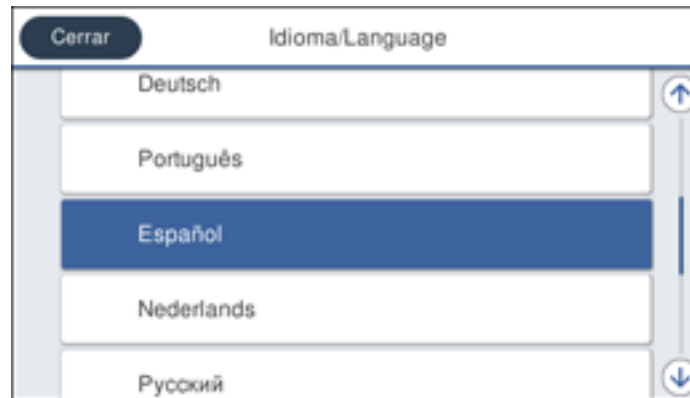 Cerrar
Idioma/Language
Deutsch
Português
Español
Nederlands
Русский